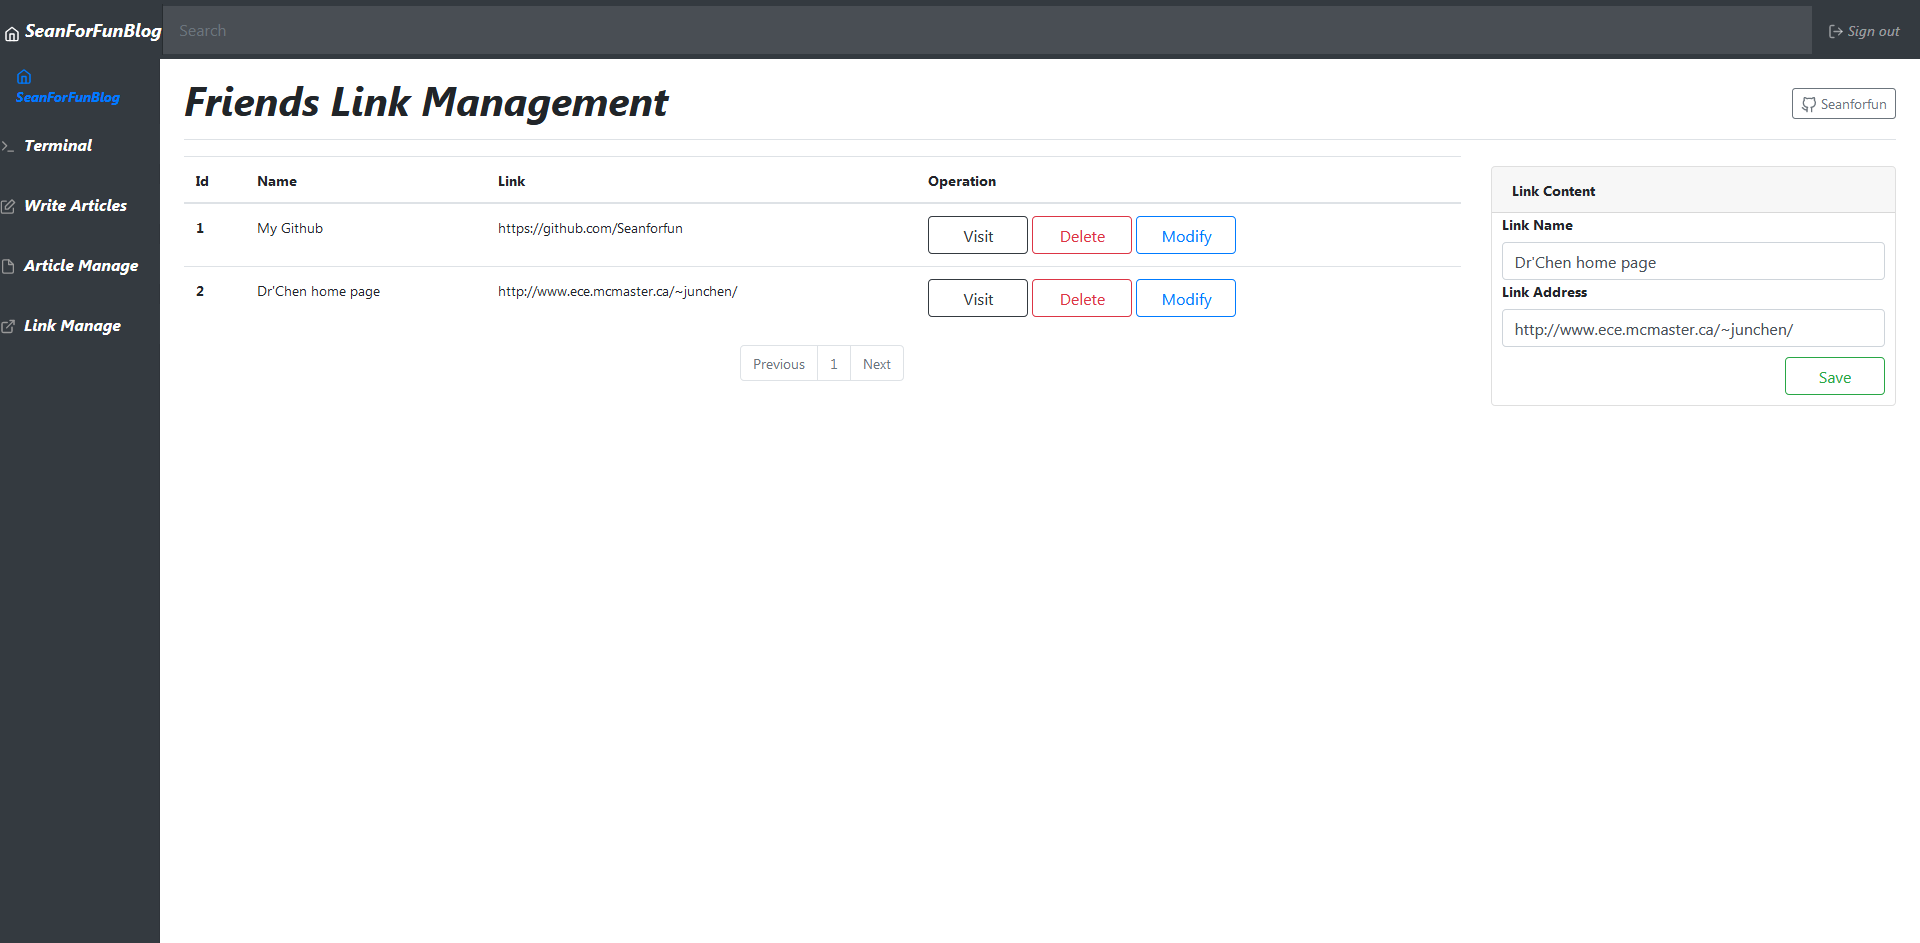 SeanForFunBlog
Search
Sign out
SeanForFunBlog
Terminal
Write Articles
Article Manage
Link Manage
Friends Link Management
Seanforfun
Id Name Link Operation
1 My Github https://github.com/Seanforfun Visit Delete Modify
2 Dr'Chen home page http://www.ece.mcmaster.ca/~junchen/ Visit Delete Modify
Previous 1 Next
Link Content
Link Name
Dr'Chen home page
Link Address
http://www.ece.mcmaster.ca/~junchen/
Save